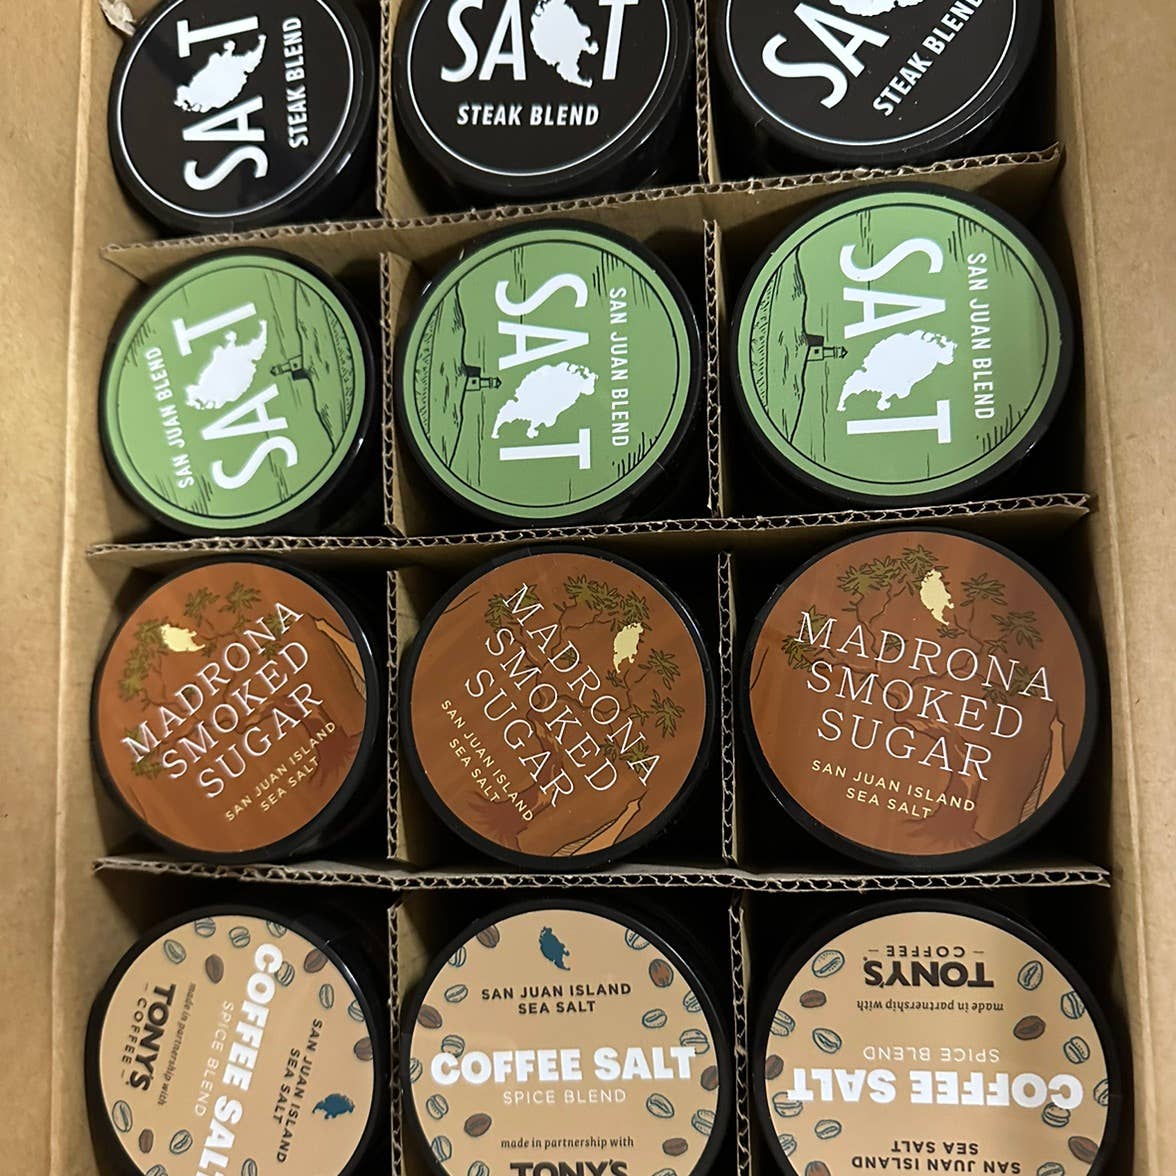 SALT
STEAK BLEND
SALT
STEAK BLEND
SALT
STEAK BLEND
SALT
SAN JUAN BLEND
SALT
SAN JUAN BLEND
SALT
SAN JUAN BLEND
MADRONA
SMOKED
SUGAR
SAN JUAN ISLAND
SEA SALT
MADRONA
SMOKED
SUGAR
SAN JUAN ISLAND
SEA SALT
MADRONA
SMOKED
SUGAR
SAN JUAN ISLAND
SEA SALT
SAN JUAN ISLAND
SEA SALT
COFFEE SALT
SPICE BLEND
made in partnership with
TONY'S
COFFEE
SAN JUAN ISLAND
SEA SALT
COFFEE SALT
SPICE BLEND
made in partnership with
TONY'S
SAN JUAN ISLAND
SEA SALT
COFFEE SALT
SPICE BLEND
made in partnership with
TONY'S
COFFEE